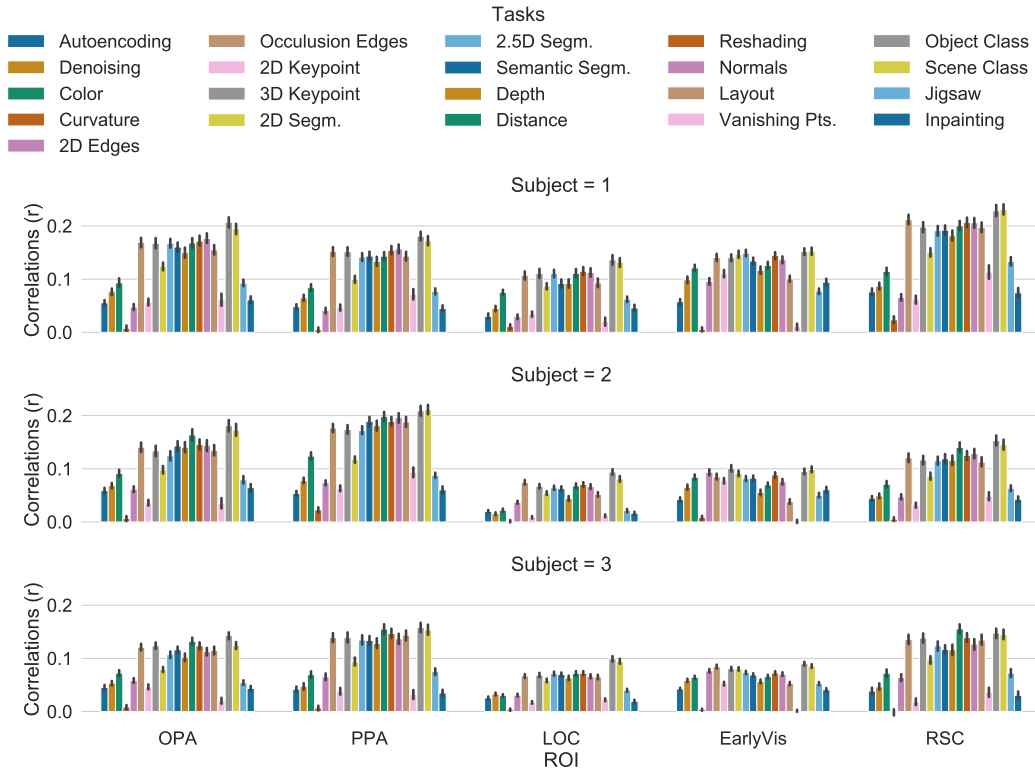 Tasks
Autoencoding Occulusion Edges 2.5D Segm. Reshading Object Class
Denoising 2D Keypoint Semantic Segm. Normals Scene Class
Color 3D Keypoint Depth Layout Jigsaw
Curvature 2D Segm. Distance Vanishing Pts. Inpainting
2D Edges
Subject = 1
Correlations (r)
0.2
0.1
0.0
Subject = 2
Correlations (r)
0.2
0.1
0.0
Subject = 3
Correlations (r)
0.2
0.1
0.0
OPA PPA LOC EarlyVis RSC
ROI